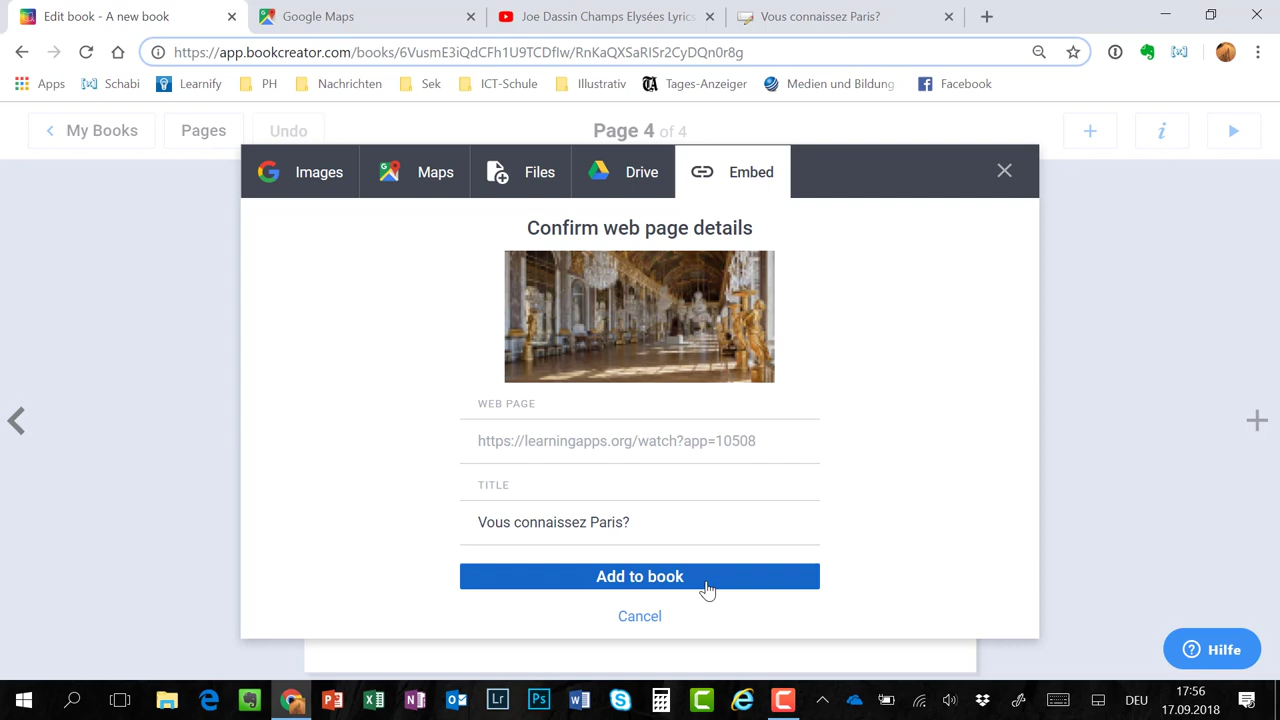 Edit book - A new book
Google Maps
Joe Dassin Champs Elysées Lyrics
Vous connaissez Paris?
https://app.bookcreator.com/books/6VusmE3iQdCFh1U9TCDfIw/RnKaQXSaRISr2CyDQn0r8g
Apps
Schabi
Learnify
PH
Nachrichten
Sek
ICT-Schule
Illustrativ
Tages-Anzeiger
Medien und Bildung
Facebook
My Books
Pages
Undo
Page 4 of 4
Images
Maps
Files
Drive
Embed
Confirm web page details
WEB PAGE
https://learningapps.org/watch?app=10508
TITLE
Vous connaissez Paris?
Add to book
Cancel
Hilfe
DEU
17:56
17.09.2018